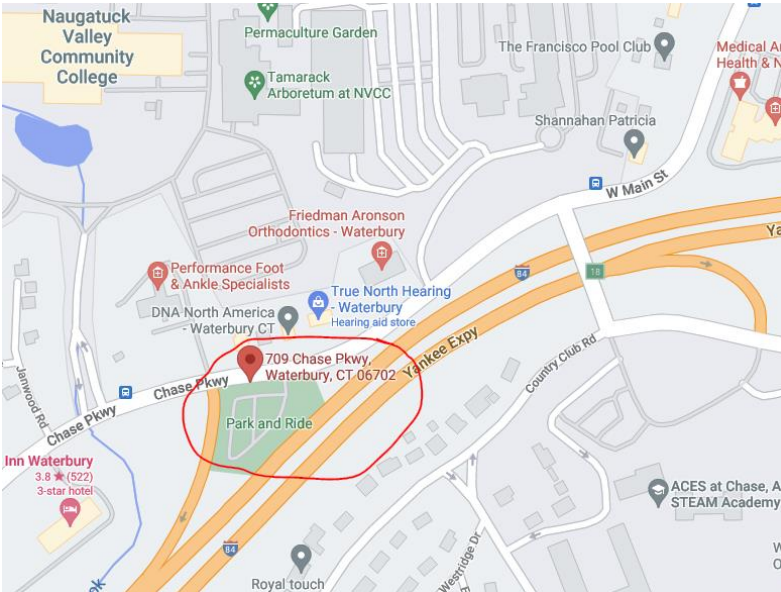 Naugatuck
Valley
Community
College
Permaculture Garden
Tamarack
Arboretum at NVCC
The Francisco Pool Club
Medical
Health &
Shannahan Patricia
W Main St
Friedman Aronson
Orthodontics - Waterbury
84
18
Performance Foot
& Ankle Specialists
True North Hearing
- Waterbury
Hearing aid store
DNA North America
- Waterbury CT
709 Chase Pkwy,
Waterbury, CT 06702
Yankee Expy
Country Club Rd
Janwood Rd
Chase Pkwy
Chase Pkwy
Park and Ride
Inn Waterbury
3.8 ★ (522)
3-star hotel
ACES at Chase, A
STEAM Academy
84
Westridge Dr
Royal touch